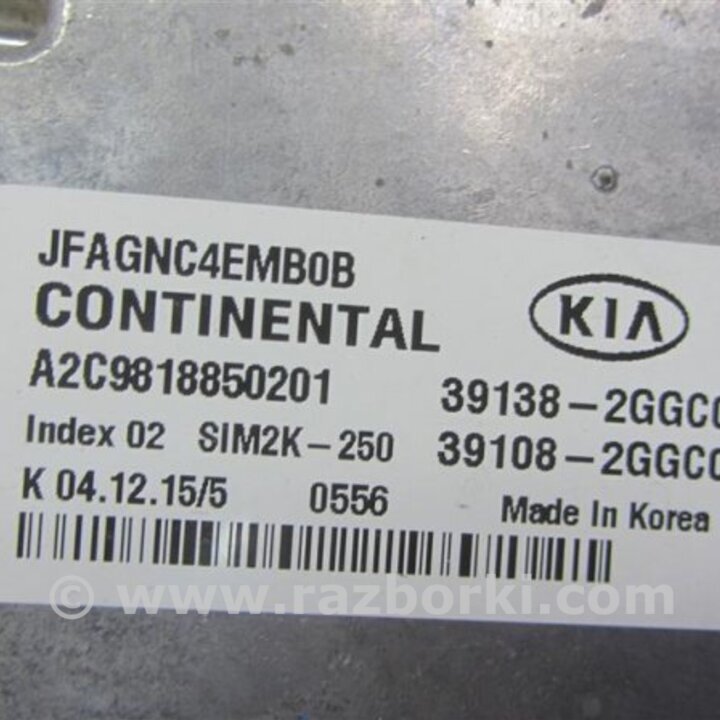 JFAGNC4EMB0B
CONTINENTAL
KIA
A2C9818850201
39138-2GGC0
Index 02 SIM2K-250
39108-2GGC0
K 04.12.15/5 0556 Made In Korea
© www.razborki.com